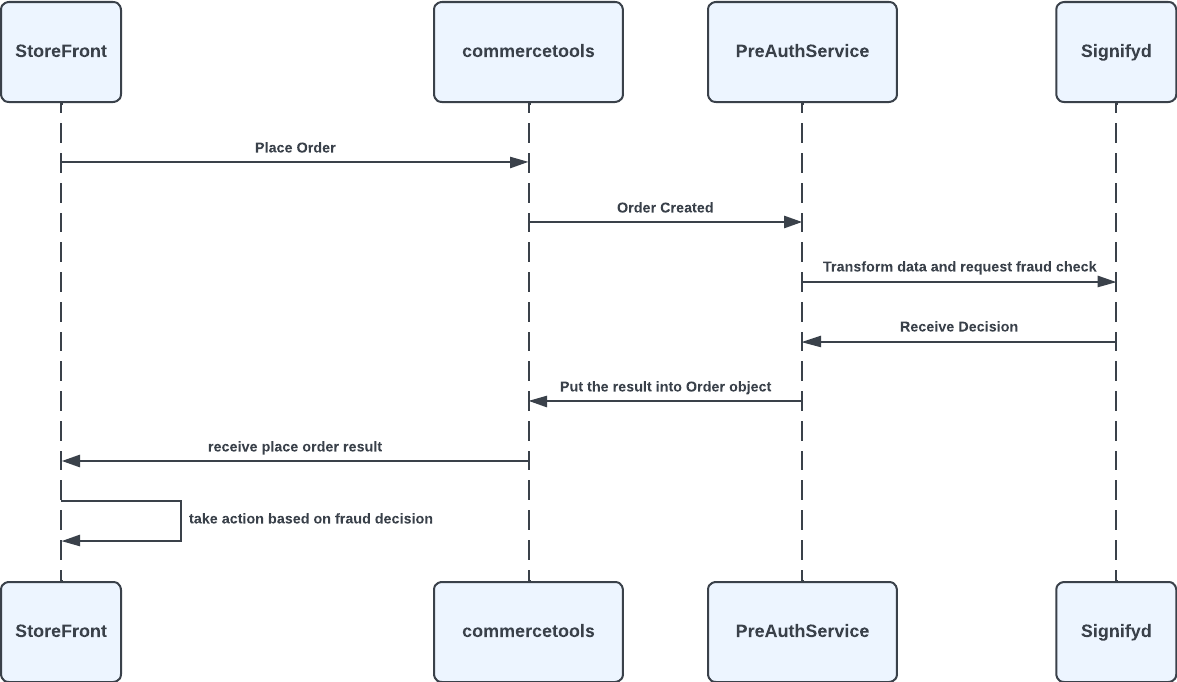 StoreFront
commercetools
PreAuthService
Signifyd
Place Order
Order Created
Transform data and request fraud check
Receive Decision
Put the result into Order object
receive place order result
take action based on fraud decision
StoreFront
commercetools
PreAuthService
Signifyd